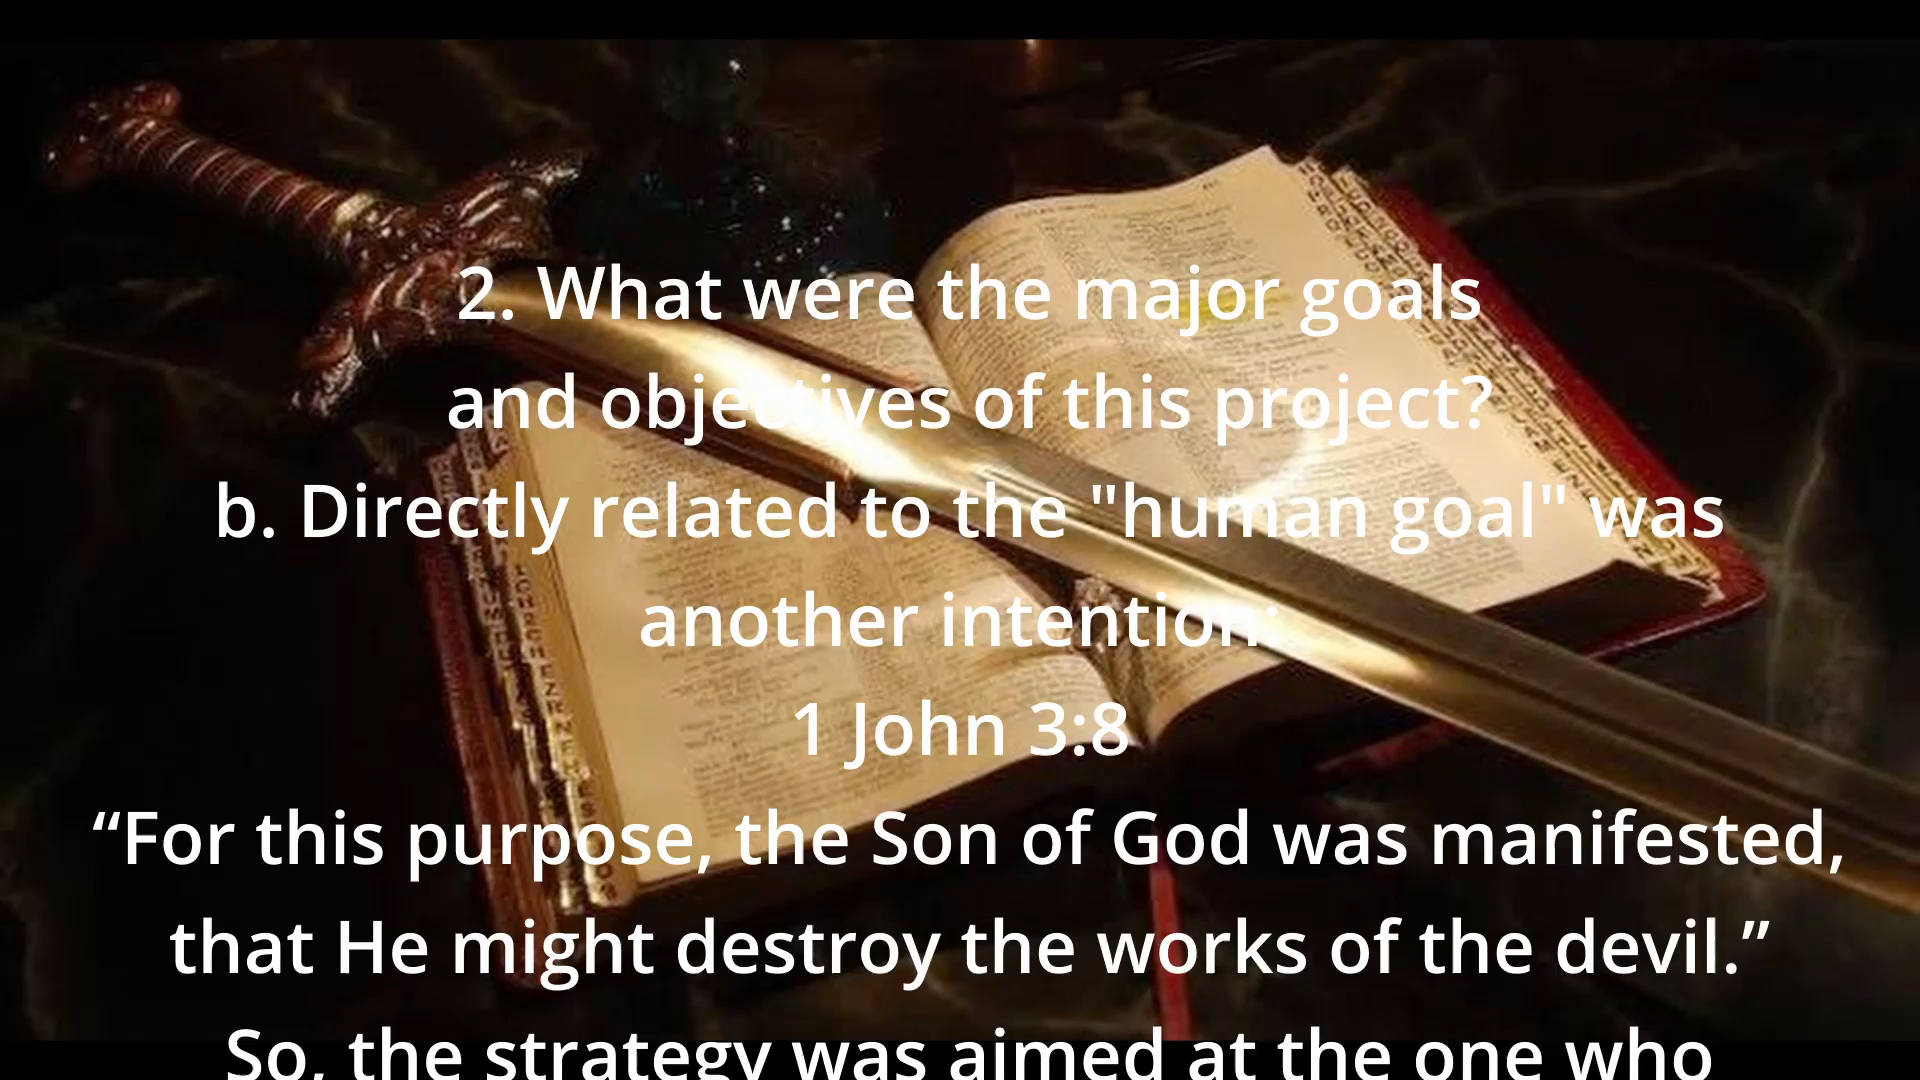 2. What were the major goals
and objectives of this project?
b. Directly related to the "human goal" was
another intention:
1 John 3:8
“For this purpose, the Son of God was manifested,
that He might destroy the works of the devil.”
So, the strategy was aimed at the one who